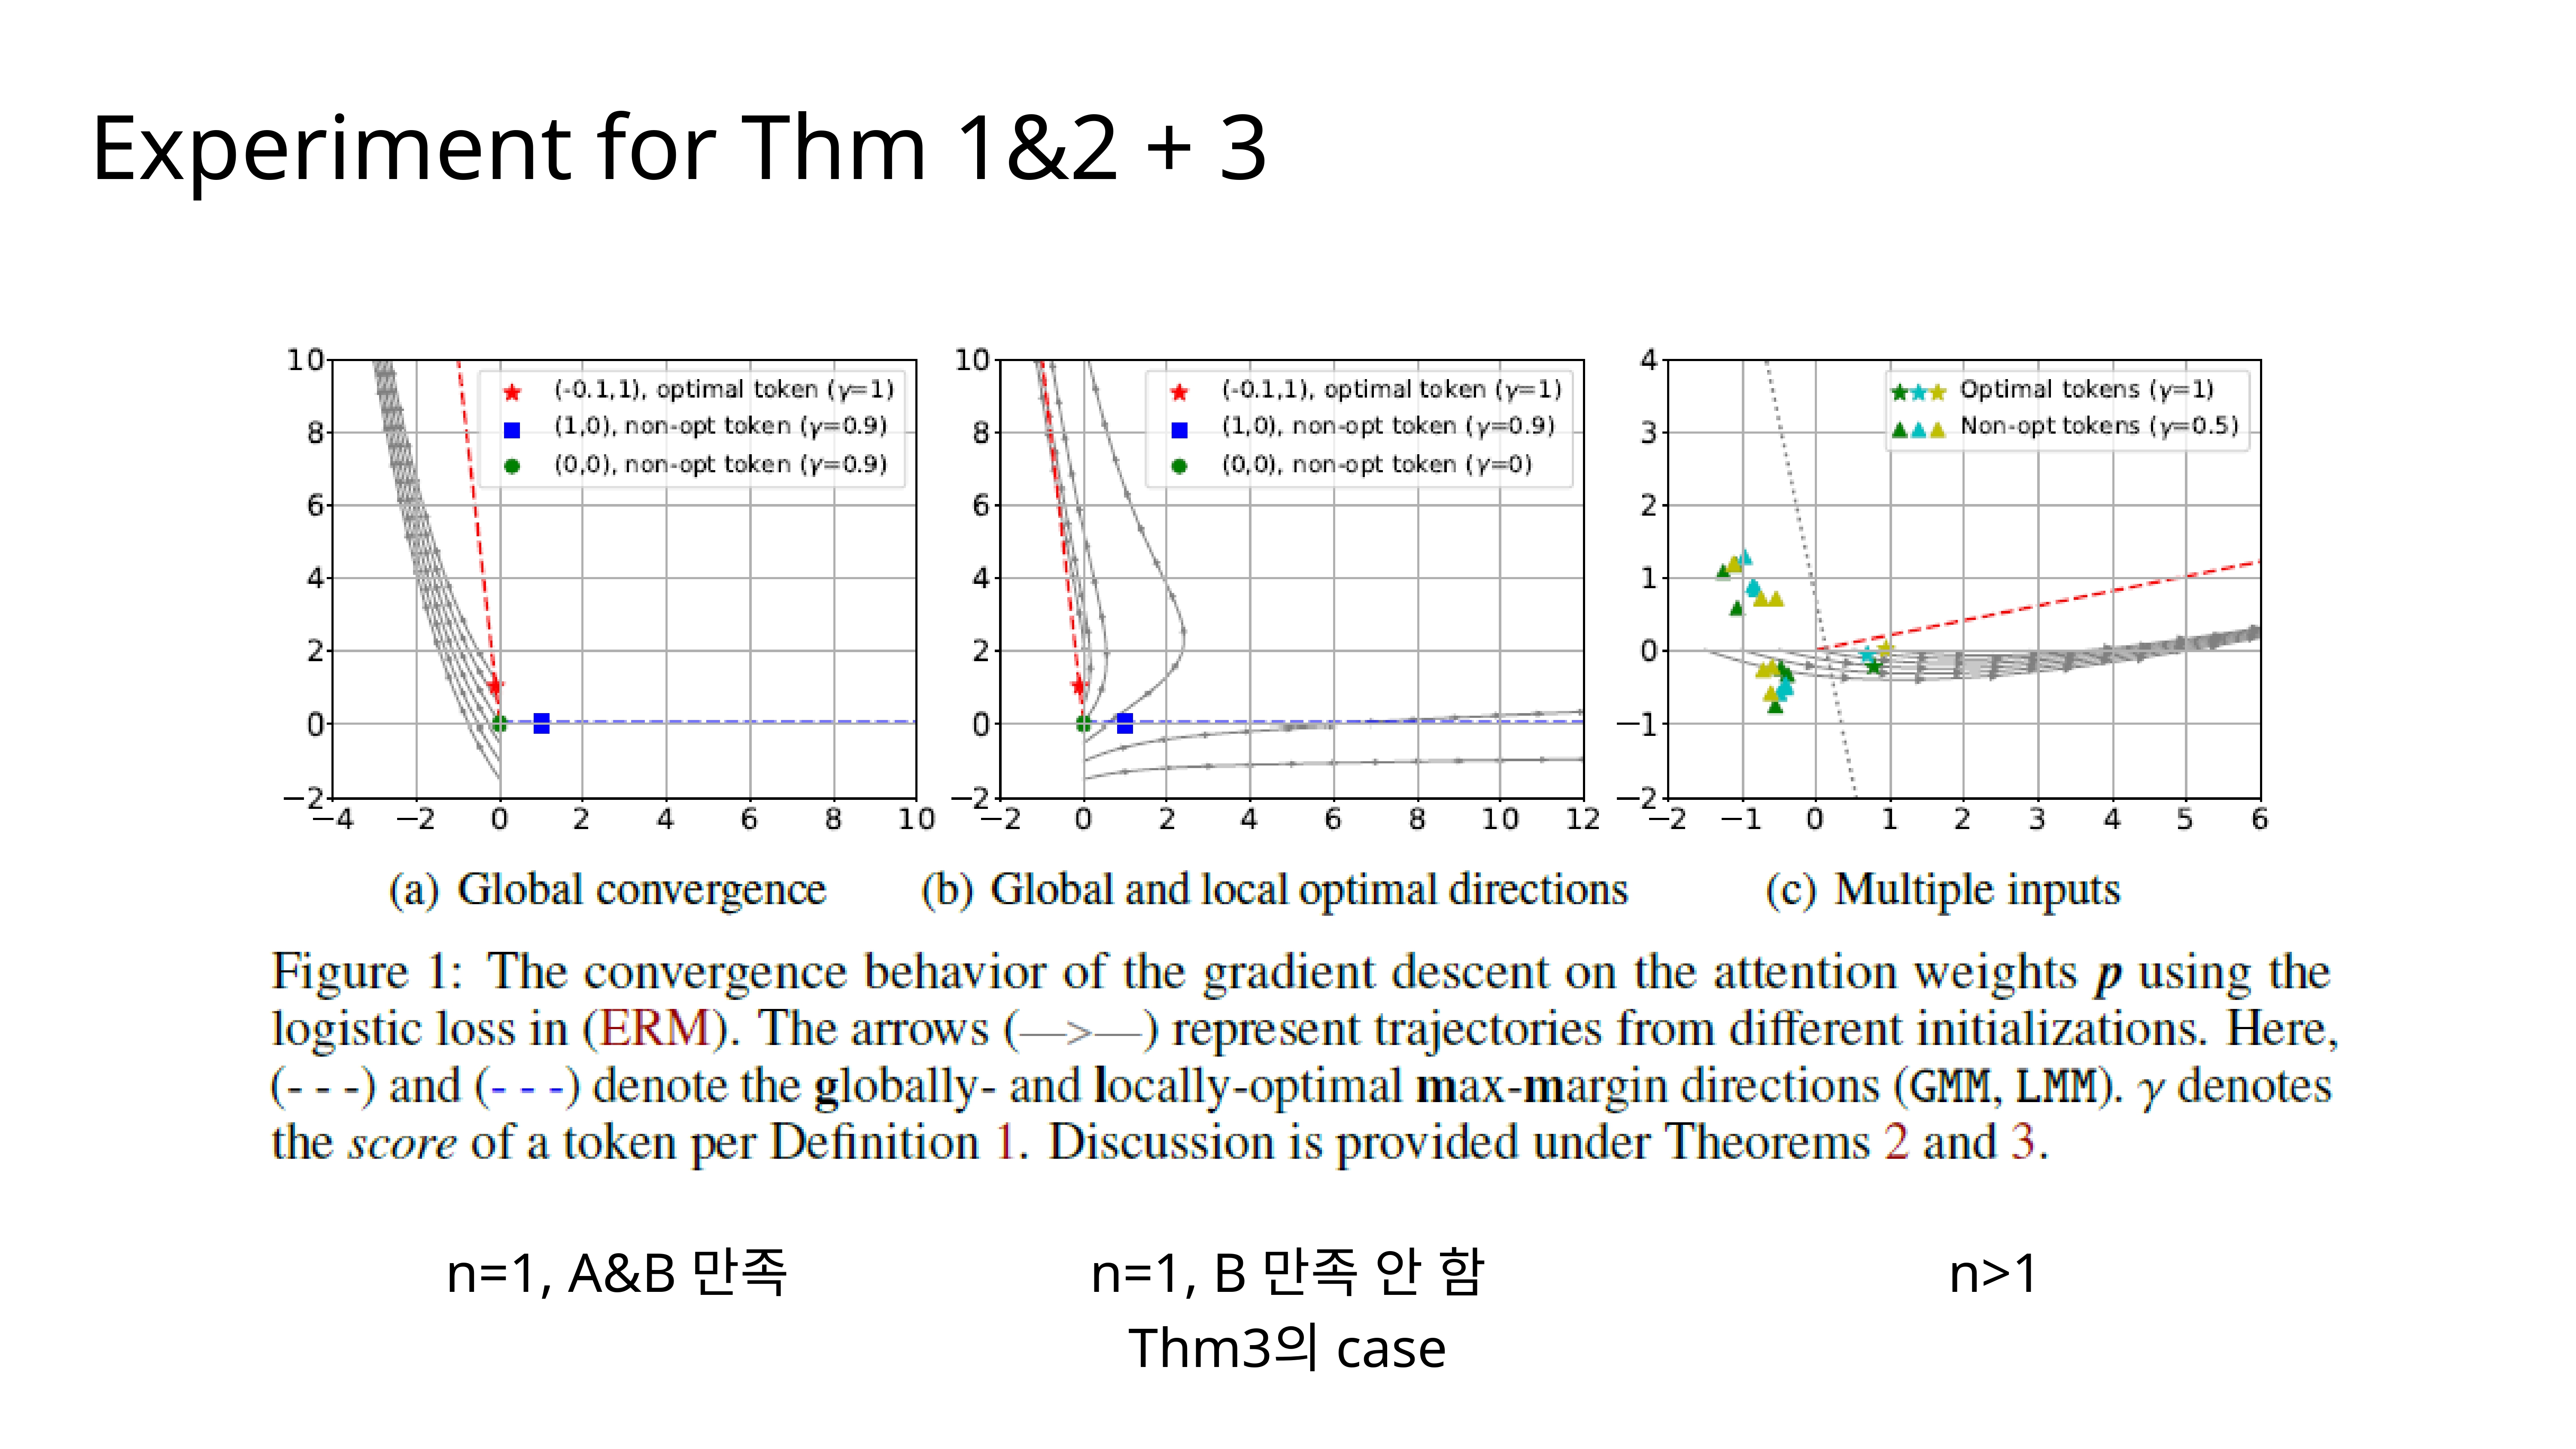 Experiment for Thm 1&2 + 3
10
8
6
4
2
0
−2
−4 −2 0 2 4 6 8 10
(-0.1,1), optimal token (γ=1)
(1,0), non-opt token (γ=0.9)
(0,0), non-opt token (γ=0.9)
(a) Global convergence
10
8
6
4
2
0
−2
−2 0 2 4 6 8 10 12
(-0.1,1), optimal token (γ=1)
(1,0), non-opt token (γ=0.9)
(0,0), non-opt token (γ=0)
(b) Global and local optimal directions
4
3
2
1
0
−1
−2
−2 −1 0 1 2 3 4 5 6
Optimal tokens (γ=1)
Non-opt tokens (γ=0.5)
(c) Multiple inputs
Figure 1: The convergence behavior of the gradient descent on the attention weights p using the
logistic loss in (ERM). The arrows (—>—) represent trajectories from different initializations. Here,
(- - -) and (- - -) denote the globally- and locally-optimal max-margin directions (GMM, LMM). γ denotes
the score of a token per Definition 1. Discussion is provided under Theorems 2 and 3.
n=1, A&B 만족
n=1, B 만족 안 함
Thm3의 case
n>1